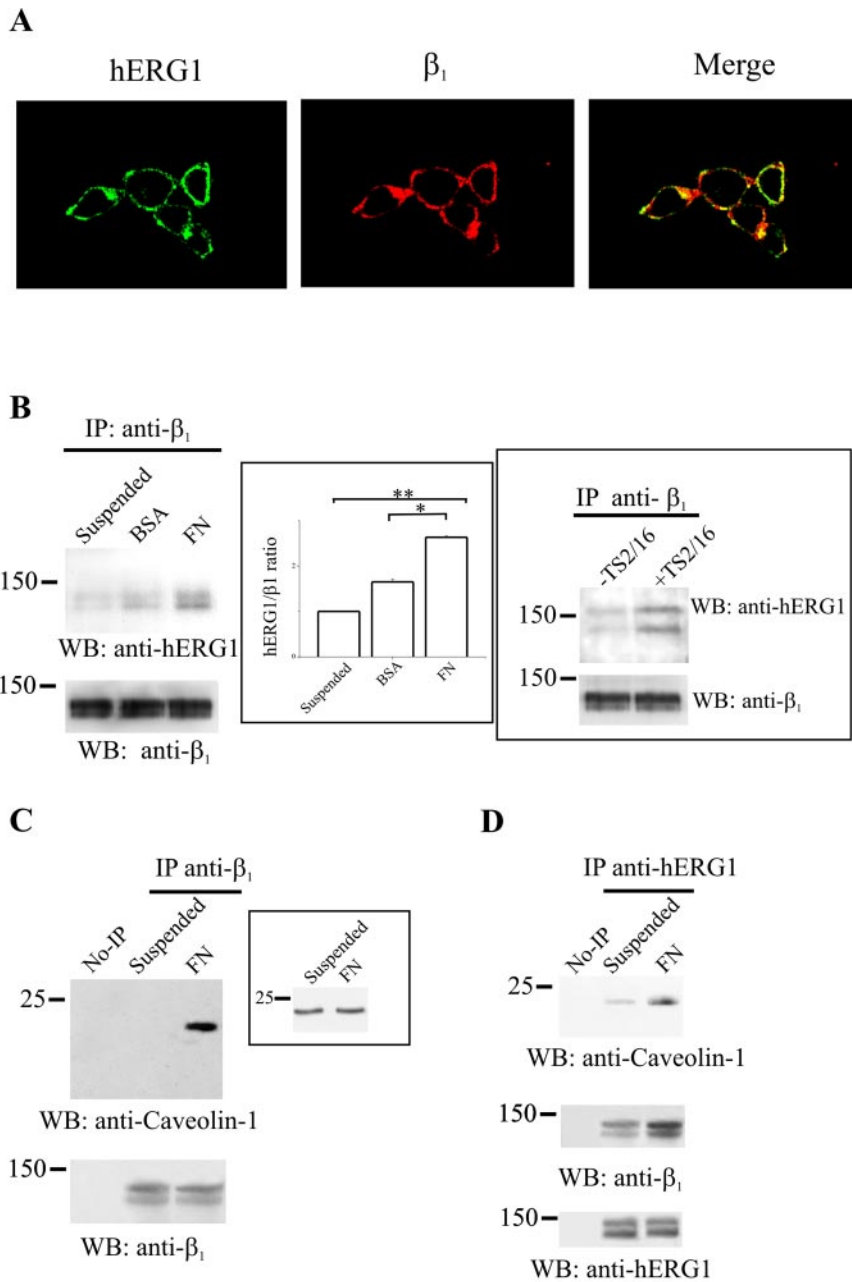 A
hERG1 β₁ Merge
B
IP: anti-β₁
Suspended BSA FN
150
WB: anti-hERG1
150
WB: anti-β₁
hERG1/β1 ratio
2
0
**
*
Suspended BSA FN
IP anti- β₁
-TS2/16 +TS2/16
150
WB: anti-hERG1
150
WB: anti-β₁
C
IP anti-β₁
No-IP Suspended FN
25
WB: anti-Caveolin-1
150
WB: anti-β₁
Suspended FN
25
D
IP anti-hERG1
No-IP Suspended FN
25
WB: anti-Caveolin-1
150
WB: anti-β₁
150
WB: anti-hERG1